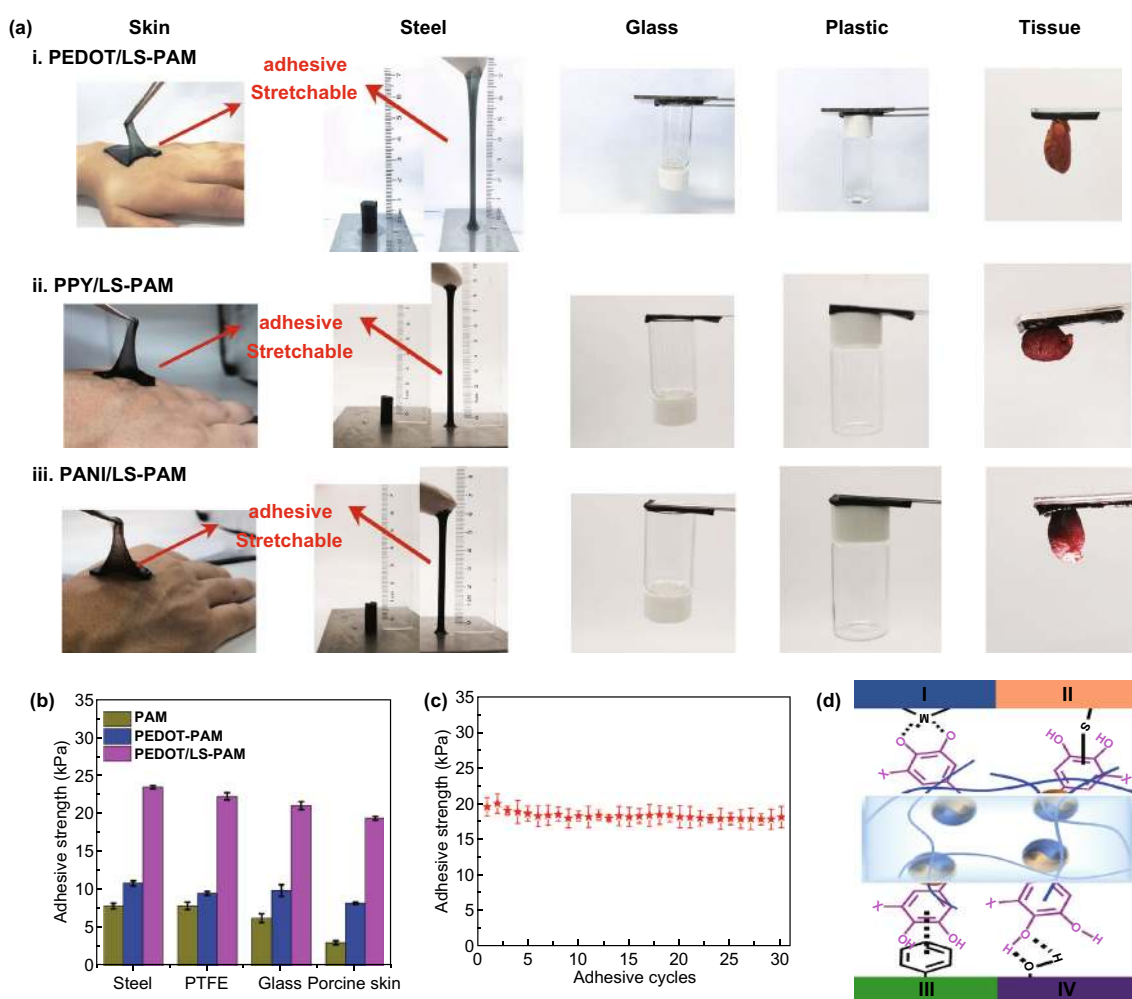 (a) Skin Steel Glass Plastic Tissue
i. PEDOT/LS-PAM
adhesive
Stretchable
ii. PPY/LS-PAM
adhesive
Stretchable
iii. PANI/LS-PAM
adhesive
Stretchable
(b)
35
30
25
20
15
10
5
0
Adhesive strength (kPa)
PAM
PEDOT-PAM
PEDOT/LS-PAM
Steel PTFE Glass Porcine skin
(c)
35
30
25
20
15
10
5
0
Adhesive strength (kPa)
0 5 10 15 20 25 30
Adhesive cycles
(d)
I II
M
O O
X
S
HO OH
X
X
OH OH
X
O O
H H
O H
III IV